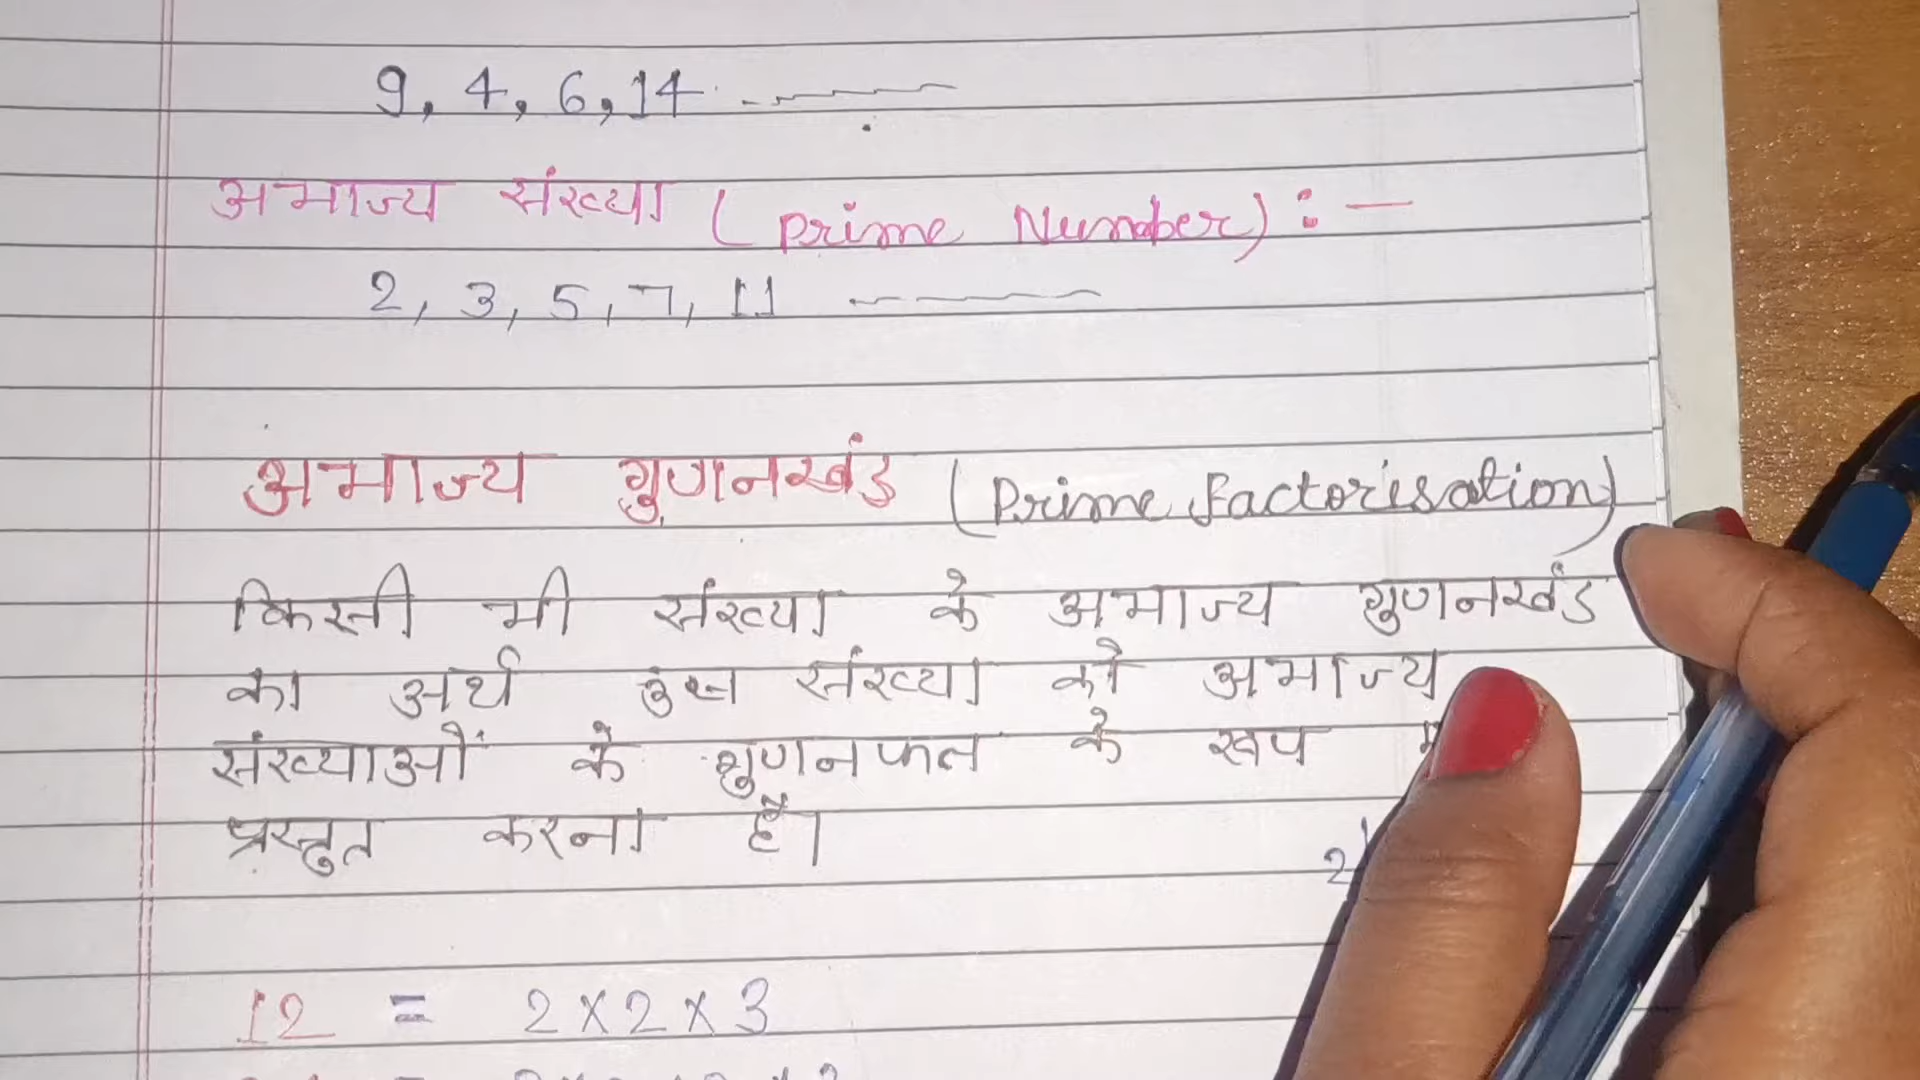 9, 4, 6, 14
अभाज्य संख्या (Prime Number) : —
2, 3, 5, 7, 11
अभाज्य गुणनखंड (Prime factorisation)
किसी भी संख्या के अभाज्य गुणनखंड
का अर्थ उस संख्या को अभाज्य
संख्याओं के गुणनफल के रूप
प्रस्तुत करना है।
2
12 = 2×2×3